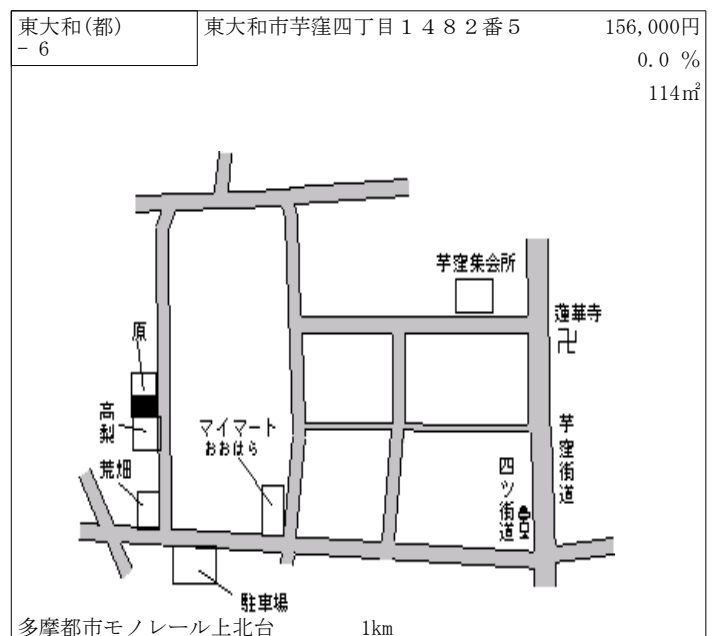 東大和(都)
- 6
東大和市芋窪四丁目1482番5
156,000円
0.0 %
114㎡
芋窪集会所
蓮華寺
原
高梨
マイマート
おおはら
芋窪街道
荒畑
四ツ街道
駐車場
多摩都市モノレール上北台 1km